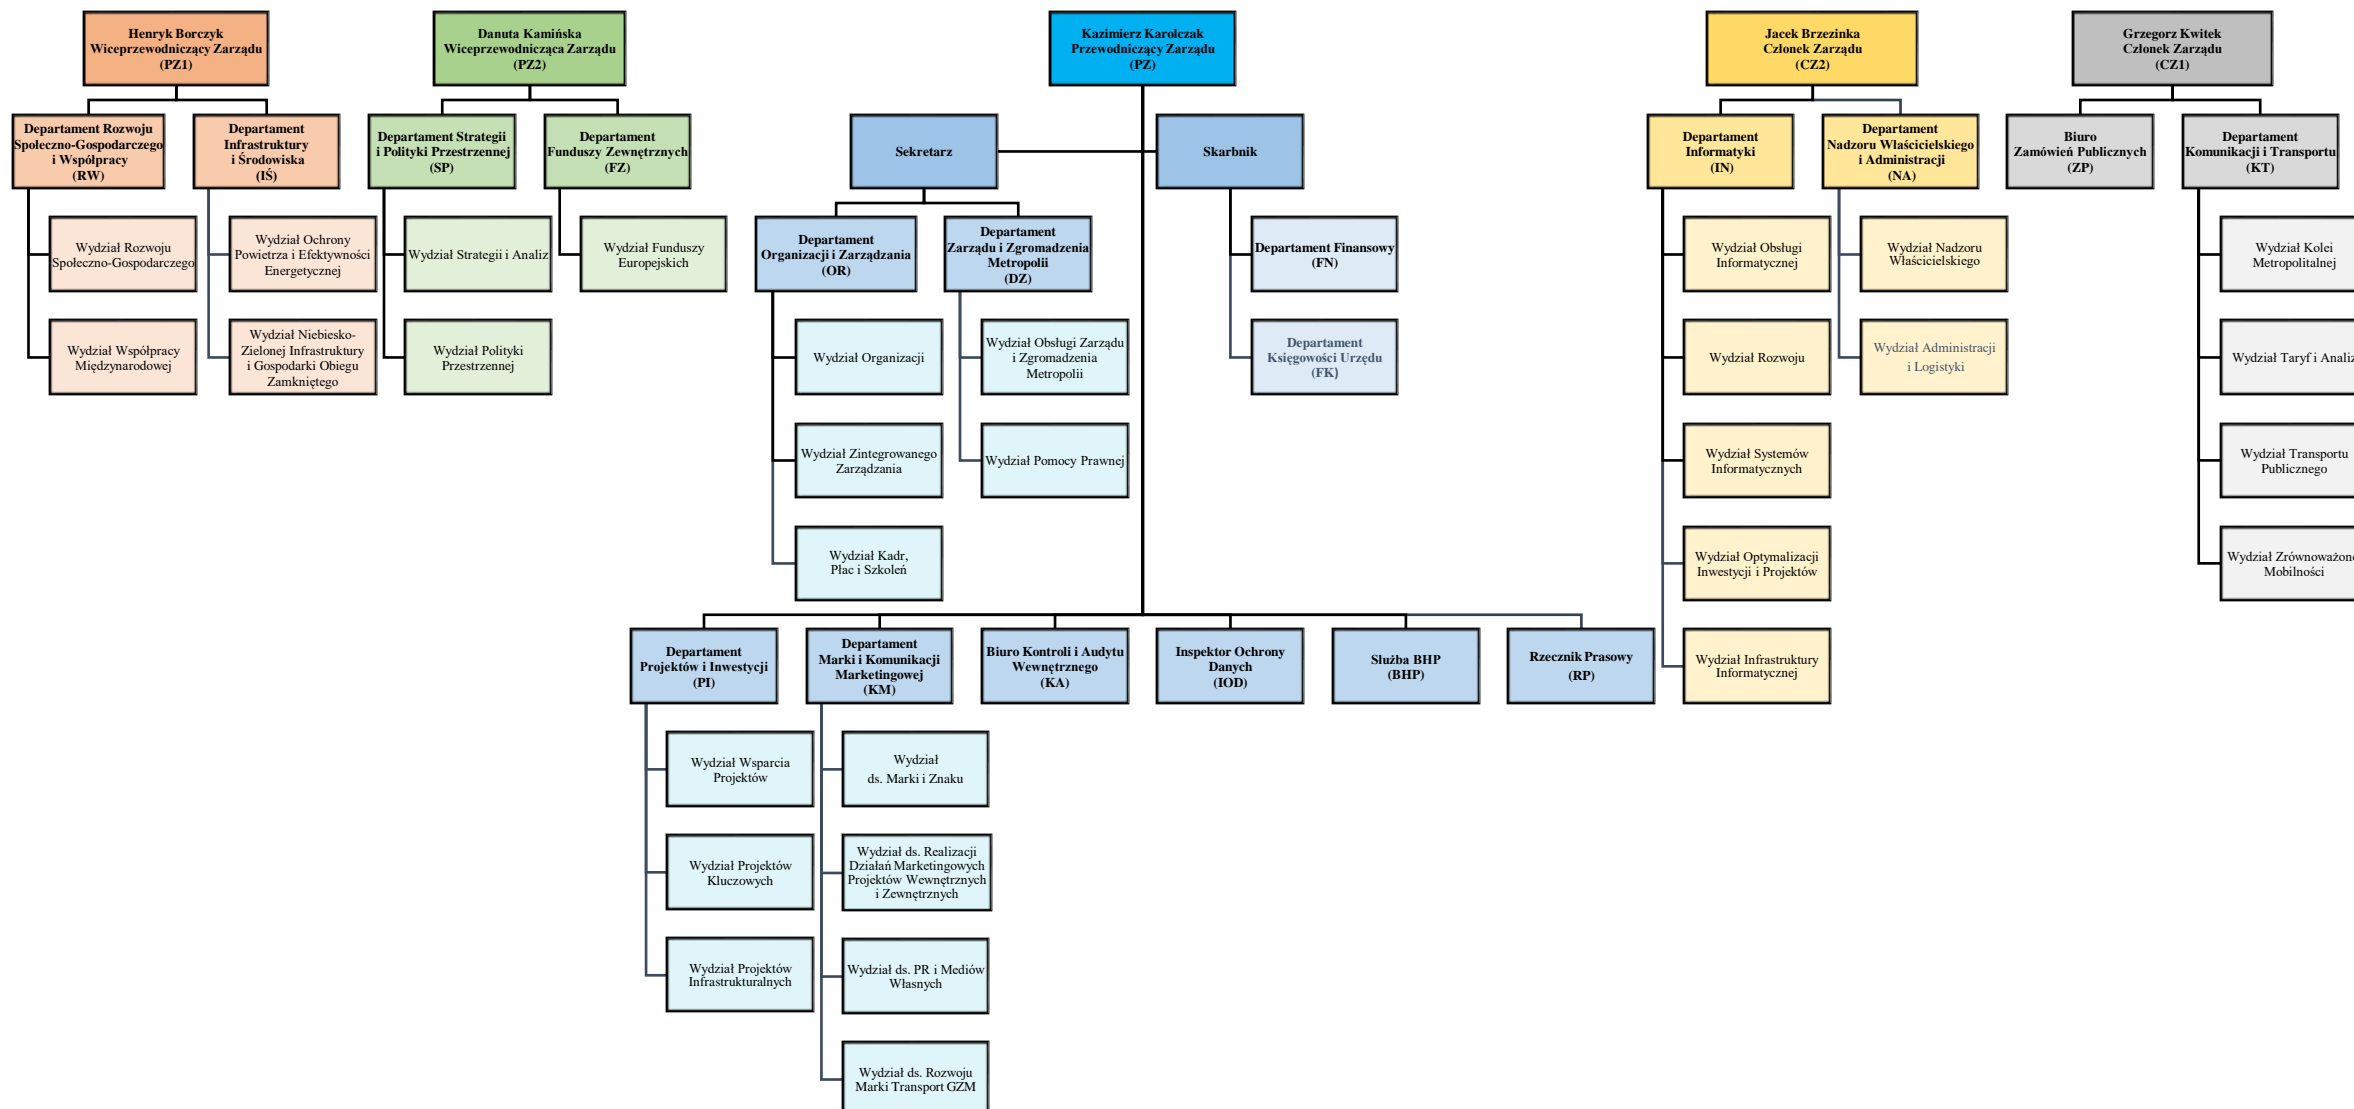 Henryk Borczyk
Wiceprzewodniczący Zarządu
(PZ1)
Danuta Kamińska
Wiceprzewodnicząca Zarządu
(PZ2)
Kazimierz Karolczak
Przewodniczący Zarządu
(PZ)
Jacek Brzezinka
Członek Zarządu
(CZ2)
Grzegorz Kwitek
Członek Zarządu
(CZ1)
Departament Rozwoju
Społeczno-Gospodarczego
i Współpracy
(RW)
Departament
Infrastruktury
i Środowiska
(IŚ)
Departament Strategii
i Polityki Przestrzennej
(SP)
Departament
Funduszy Zewnętrznych
(FZ)
Sekretarz
Skarbnik
Departament
Informatyki
(IN)
Departament
Nadzoru Właścicielskiego
i Administracji
(NA)
Biuro
Zamówień Publicznych
(ZP)
Departament
Komunikacji i Transportu
(KT)
Wydział Rozwoju
Społeczno-Gospodarczego
Wydział Ochrony
Powietrza i Efektywności
Energetycznej
Wydział Strategii i Analiz
Wydział Funduszy
Europejskich
Departament
Organizacji i Zarządzania
(OR)
Departament
Zarządu i Zgromadzenia
Metropolii
(DZ)
Departament Finansowy
(FN)
Wydział Obsługi
Informatycznej
Wydział Nadzoru
Właścicielskiego
Wydział Kolei
Metropolitalnej
Wydział Współpracy
Międzynarodowej
Wydział Niebiesko-
Zielonej Infrastruktury
i Gospodarki Obiegu
Zamkniętego
Wydział Polityki
Przestrzennej
Wydział Organizacji
Wydział Obsługi Zarządu
i Zgromadzenia
Metropolii
Departament
Księgowości Urzędu
(FK)
Wydział Rozwoju
Wydział Administracji
i Logistyki
Wydział Taryf i Analiz
Wydział Zintegrowanego
Zarządzania
Wydział Pomocy Prawnej
Wydział Systemów
Informatycznych
Wydział Transportu
Publicznego
Wydział Kadr,
Płac i Szkoleń
Wydział Optymalizacji
Inwestycji i Projektów
Wydział Zrównoważone
Mobilności
Departament
Projektów i Inwestycji
(PI)
Departament
Marki i Komunikacji
Marketingowej
(KM)
Biuro Kontroli i Audytu
Wewnętrznego
(KA)
Inspektor Ochrony
Danych
(IOD)
Służba BHP
(BHP)
Rzecznik Prasowy
(RP)
Wydział Infrastruktury
Informatycznej
Wydział Wsparcia
Projektów
Wydział
ds. Marki i Znaku
Wydział Projektów
Kluczowych
Wydział ds. Realizacji
Działań Marketingowych
Projektów Wewnętrznych
i Zewnętrznych
Wydział Projektów
Infrastrukturalnych
Wydział ds. PR i Mediów
Własnych
Wydział ds. Rozwoju
Marki Transport GZM